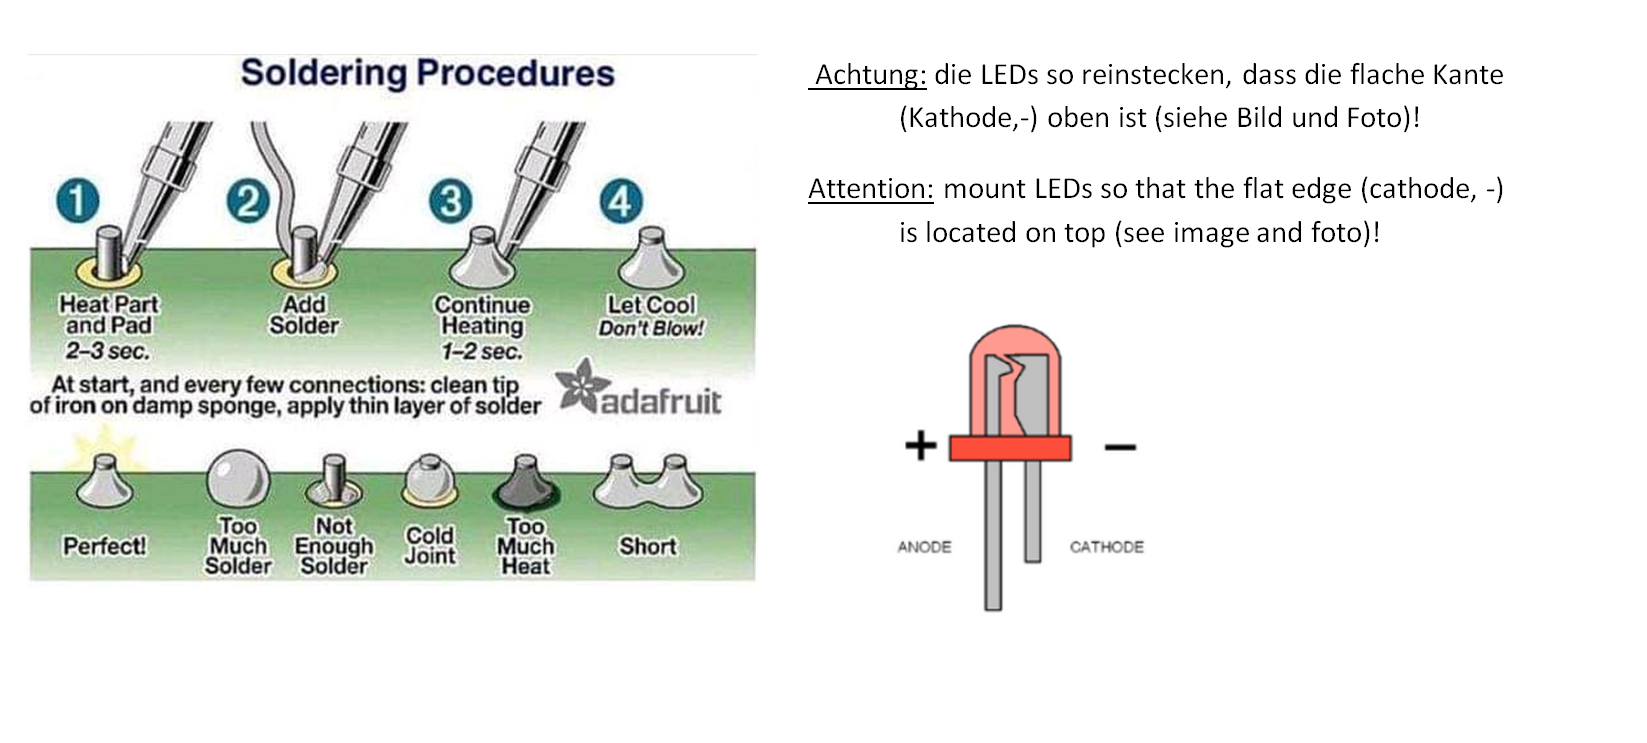 Soldering Procedures
1
2
3
4
Heat Part
and Pad
2–3 sec.
Add
Solder
Continue
Heating
1–2 sec.
Let Cool
Don't Blow!
At start, and every few connections: clean tip
of iron on damp sponge, apply thin layer of solder
adafruit
Perfect!
Too
Much
Solder
Not
Enough
Solder
Cold
Joint
Too
Much
Heat
Short
Achtung: die LEDs so reinstecken, dass die flache Kante
(Kathode,-) oben ist (siehe Bild und Foto)!
Attention: mount LEDs so that the flat edge (cathode, -)
is located on top (see image and foto)!
+
−
ANODE
CATHODE